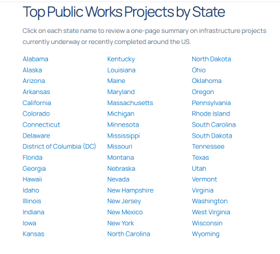 Top Public Works Projects by State
Click on each state name to review a one-page summary on infrastructure projects
currently underway or recently completed around the US.
Alabama
Alaska
Arizona
Arkansas
California
Colorado
Connecticut
Delaware
District of Columbia (DC)
Florida
Georgia
Hawaii
Idaho
Illinois
Indiana
Iowa
Kansas
Kentucky
Louisiana
Maine
Maryland
Massachusetts
Michigan
Minnesota
Mississippi
Missouri
Montana
Nebraska
Nevada
New Hampshire
New Jersey
New Mexico
New York
North Carolina
North Dakota
Ohio
Oklahoma
Oregon
Pennsylvania
Rhode Island
South Carolina
South Dakota
Tennessee
Texas
Utah
Vermont
Virginia
Washington
West Virginia
Wisconsin
Wyoming